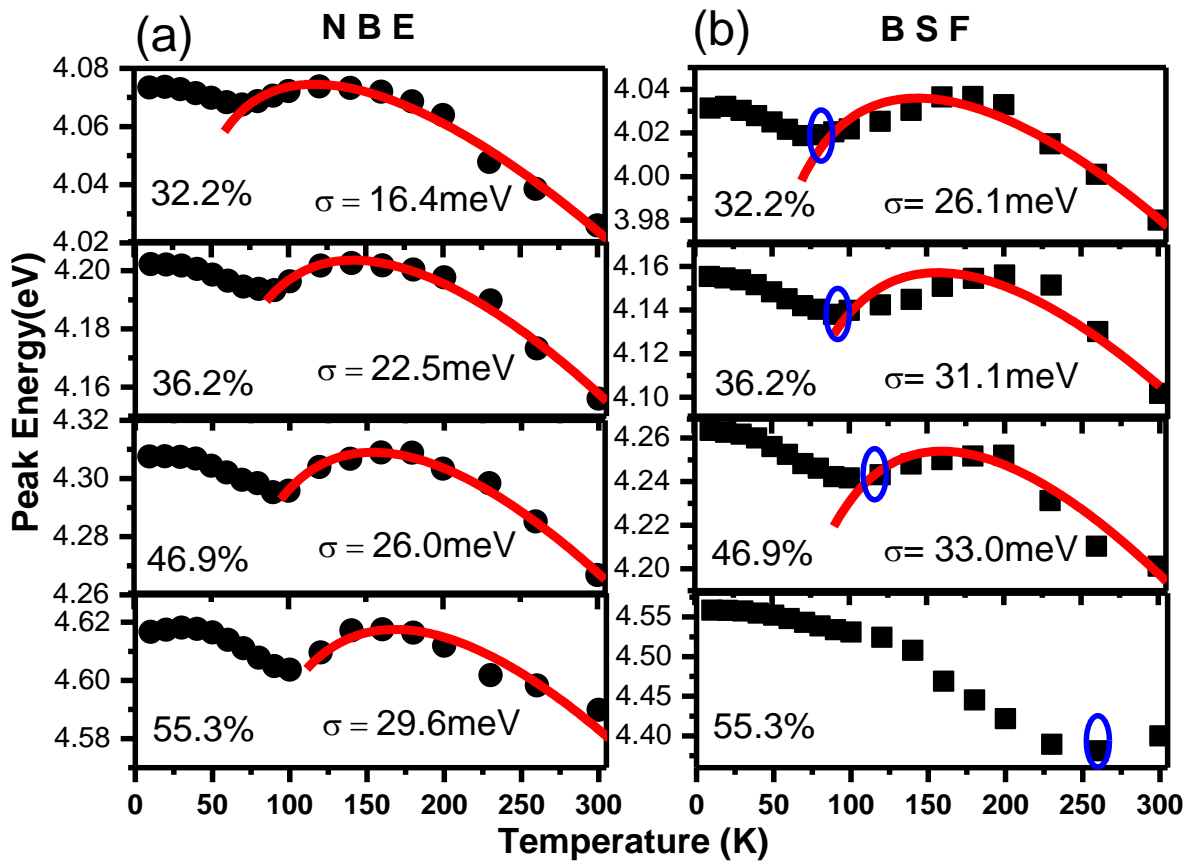 (a) N B E
(b) B S F
Peak Energy(eV)
4.08
4.06
4.04
4.02
32.2%
σ = 16.4meV
4.20
4.18
4.16
36.2%
σ = 22.5meV
4.32
4.30
4.28
4.26
46.9%
σ = 26.0meV
4.62
4.60
4.58
55.3%
σ = 29.6meV
0 50 100 150 200 250 300
4.04
4.02
4.00
3.98
32.2%
σ= 26.1meV
4.16
4.14
4.12
4.10
36.2%
σ= 31.1meV
4.26
4.24
4.22
4.20
46.9%
σ= 33.0meV
4.55
4.50
4.45
4.40
55.3%
0 50 100 150 200 250 300
Temperature (K)